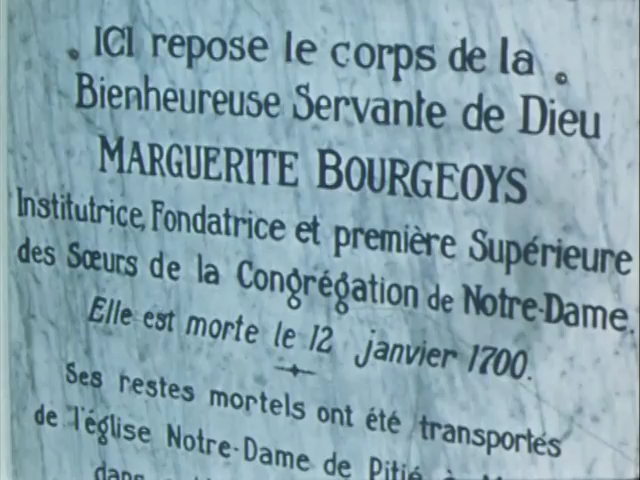 ICI repose le corps de la
Bienheureuse Servante de Dieu
MARGUERITE BOURGEOYS
Institutrice, Fondatrice et première Supérieure
des Sœurs de la Congrégation de Notre-Dame.
Elle est morte le 12 janvier 1700.
Ses restes mortels ont été transportés
de l'église Notre-Dame de Pitié à
dans